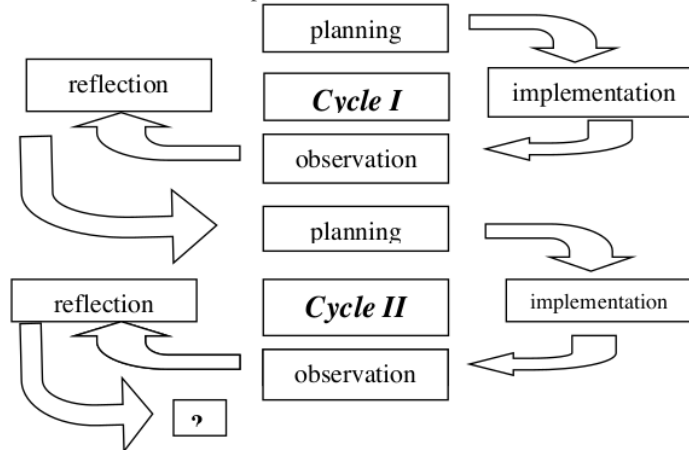 planning
reflection
Cycle I
implementation
observation
planning
reflection
Cycle II
implementation
observation
?